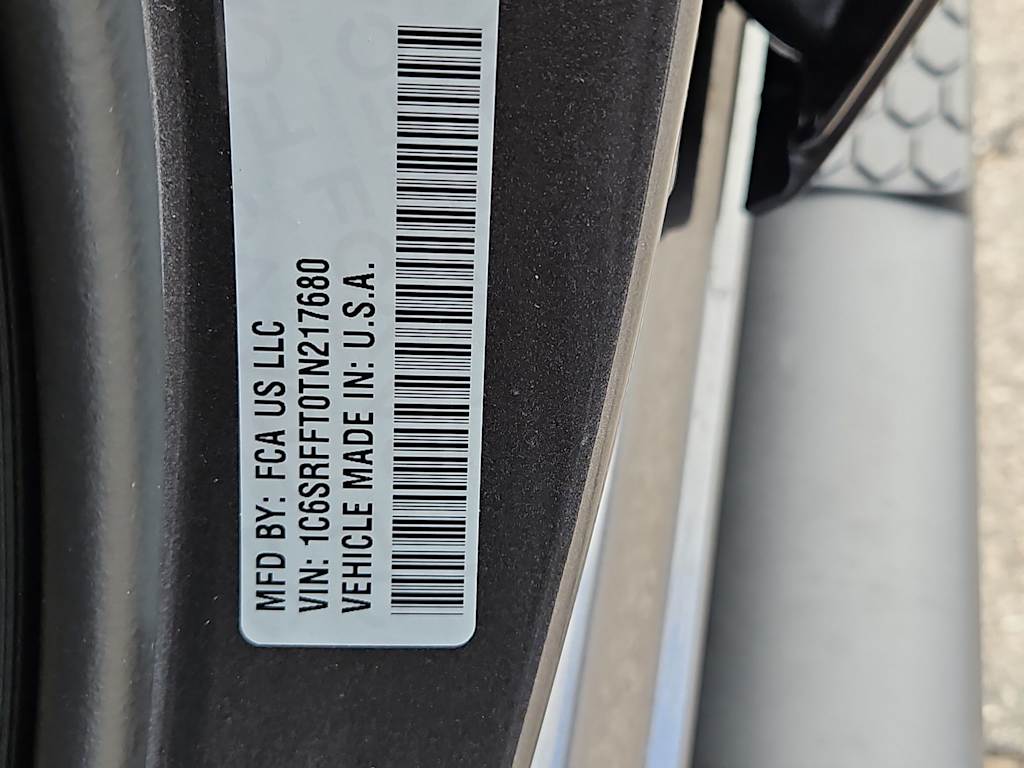 MFD BY: FCA US LLC
VIN: 1C6SRFFT0TN217680
VEHICLE MADE IN: U.S.A.